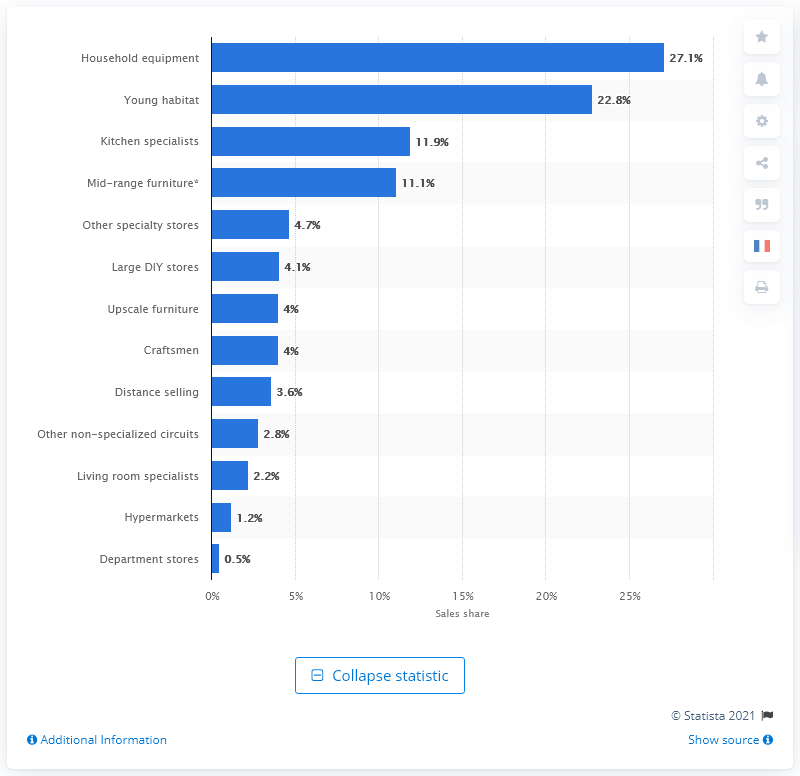 Household equipment 27.1%
Young habitat 22.8%
Kitchen specialists 11.9%
Mid-range furniture* 11.1%
Other specialty stores 4.7%
Large DIY stores 4.1%
Upscale furniture 4%
Craftsmen 4%
Distance selling 3.6%
Other non-specialized circuits 2.8%
Living room specialists 2.2%
Hypermarkets 1.2%
Department stores 0.5%
0% 5% 10% 15% 20% 25%
Sales share
Collapse statistic
© Statista 2021
Additional Information Show source